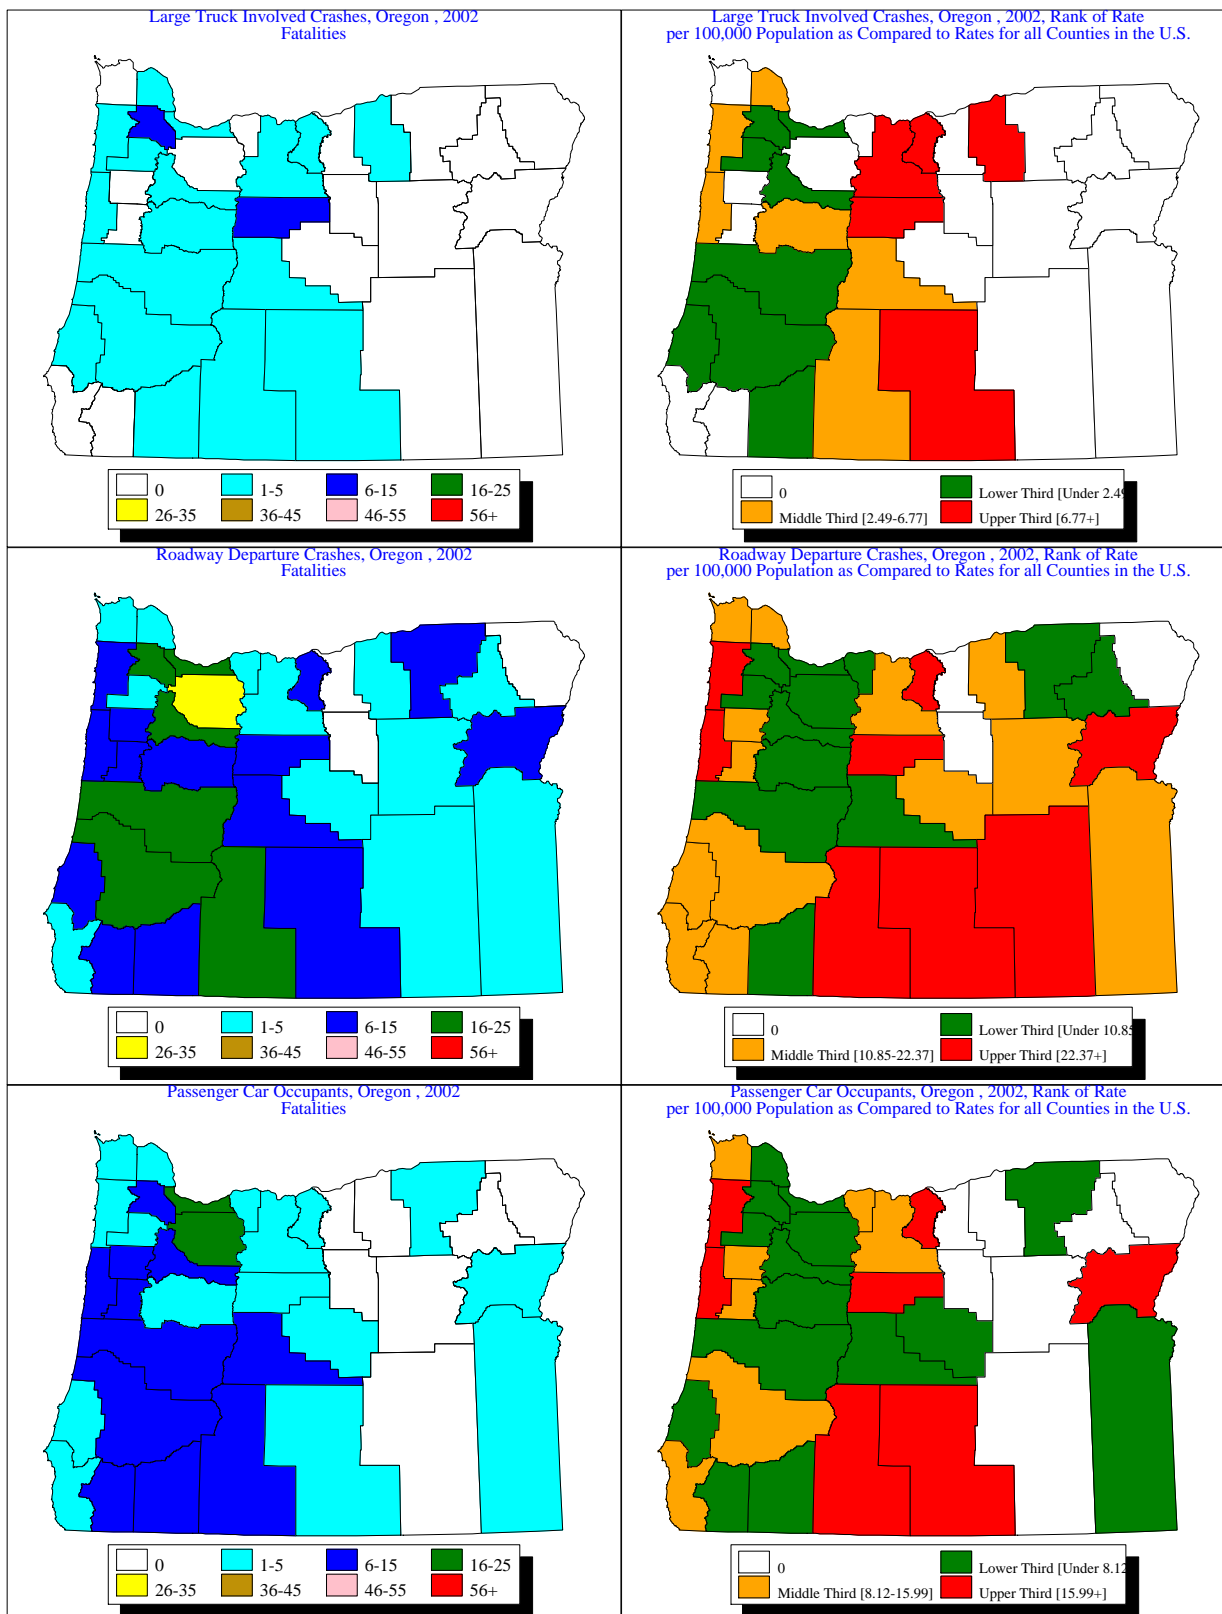 Large Truck Involved Crashes, Oregon , 2002
Fatalities
0
1-5
6-15
16-25
26-35
36-45
46-55
56+
Large Truck Involved Crashes, Oregon , 2002, Rank of Rate
per 100,000 Population as Compared to Rates for all Counties in the U.S.
0
Lower Third [Under 2.49
Middle Third [2.49-6.77]
Upper Third [6.77+]
Roadway Departure Crashes, Oregon , 2002
Fatalities
0
1-5
6-15
16-25
26-35
36-45
46-55
56+
Roadway Departure Crashes, Oregon , 2002, Rank of Rate
per 100,000 Population as Compared to Rates for all Counties in the U.S.
0
Lower Third [Under 10.85
Middle Third [10.85-22.37]
Upper Third [22.37+]
Passenger Car Occupants, Oregon , 2002
Fatalities
0
1-5
6-15
16-25
26-35
36-45
46-55
56+
Passenger Car Occupants, Oregon , 2002, Rank of Rate
per 100,000 Population as Compared to Rates for all Counties in the U.S.
0
Lower Third [Under 8.12
Middle Third [8.12-15.99]
Upper Third [15.99+]